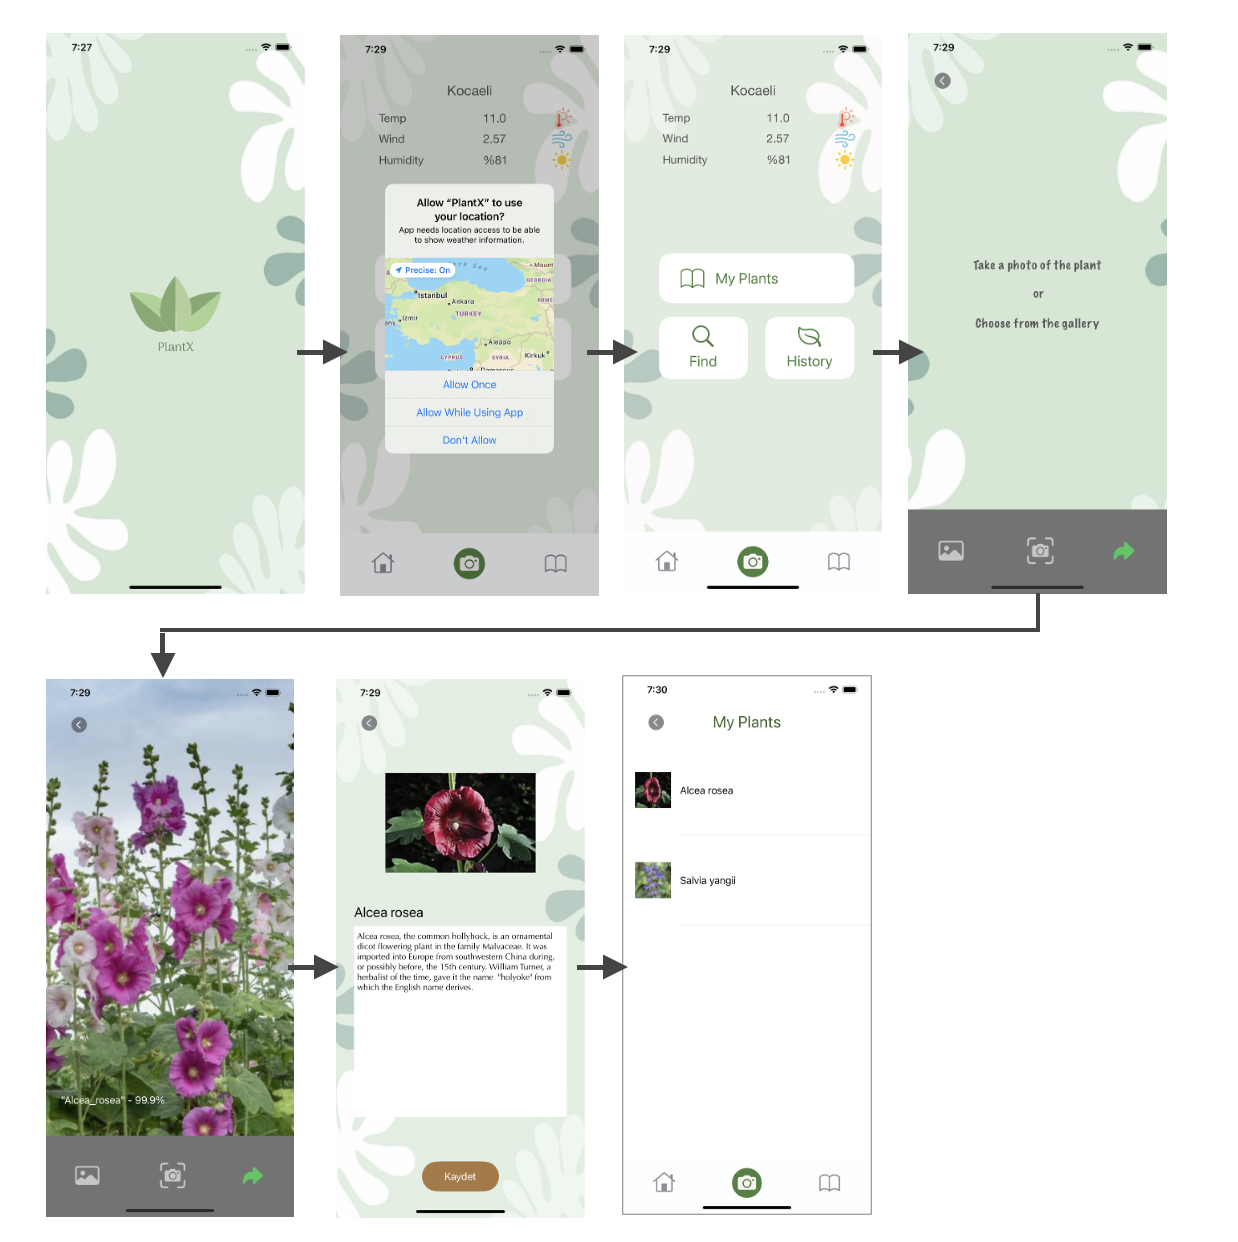 7:27
PlantX
7:29
Kocaeli
Temp 11.0
Wind 2.57
Humidity %81
Allow “PlantX” to use
your location?
App needs location access to be able
to show weather information.
Precise: On
ck Sea
Mount
GEORGIA
Istanbul
Ankara
ARME
TURKEY
Izmir
ens
Aleppo
CYPRUS
SYRIA
Kirkuk
Damascus
Allow Once
Allow While Using App
Don't Allow
7:29
Kocaeli
Temp 11.0
Wind 2.57
Humidity %81
My Plants
Find
History
7:29
Take a photo of the plant
or
Choose from the gallery
7:29
"Alcea_rosea" - 99.9%
7:29
Alcea rosea
Alcea rosea, the common hollyhock, is an ornamental
dicot flowering plant in the family Malvaceae. It was
imported into Europe from southwestern China during,
or possibly before, the 15th century. William Turner, a
herbalist of the time, gave it the name "holyoke" from
which the English name derives.
Kaydet
7:30
My Plants
Alcea rosea
Salvia yangii